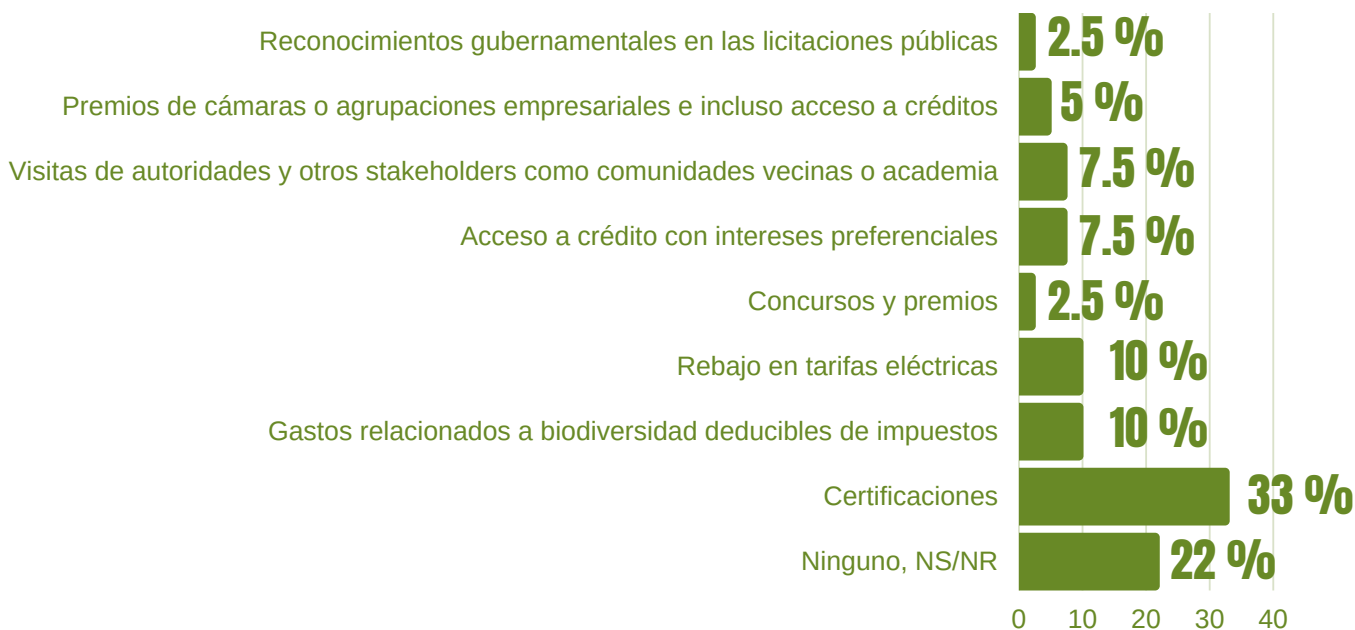 Reconocimientos gubernamentales en las licitaciones públicas 2.5 %
Premios de cámaras o agrupaciones empresariales e incluso acceso a créditos 5 %
Visitas de autoridades y otros stakeholders como comunidades vecinas o academia 7.5 %
Acceso a crédito con intereses preferenciales 7.5 %
Concursos y premios 2.5 %
Rebajo en tarifas eléctricas 10 %
Gastos relacionados a biodiversidad deducibles de impuestos 10 %
Certificaciones 33 %
Ninguno, NS/NR 22 %
0 10 20 30 40